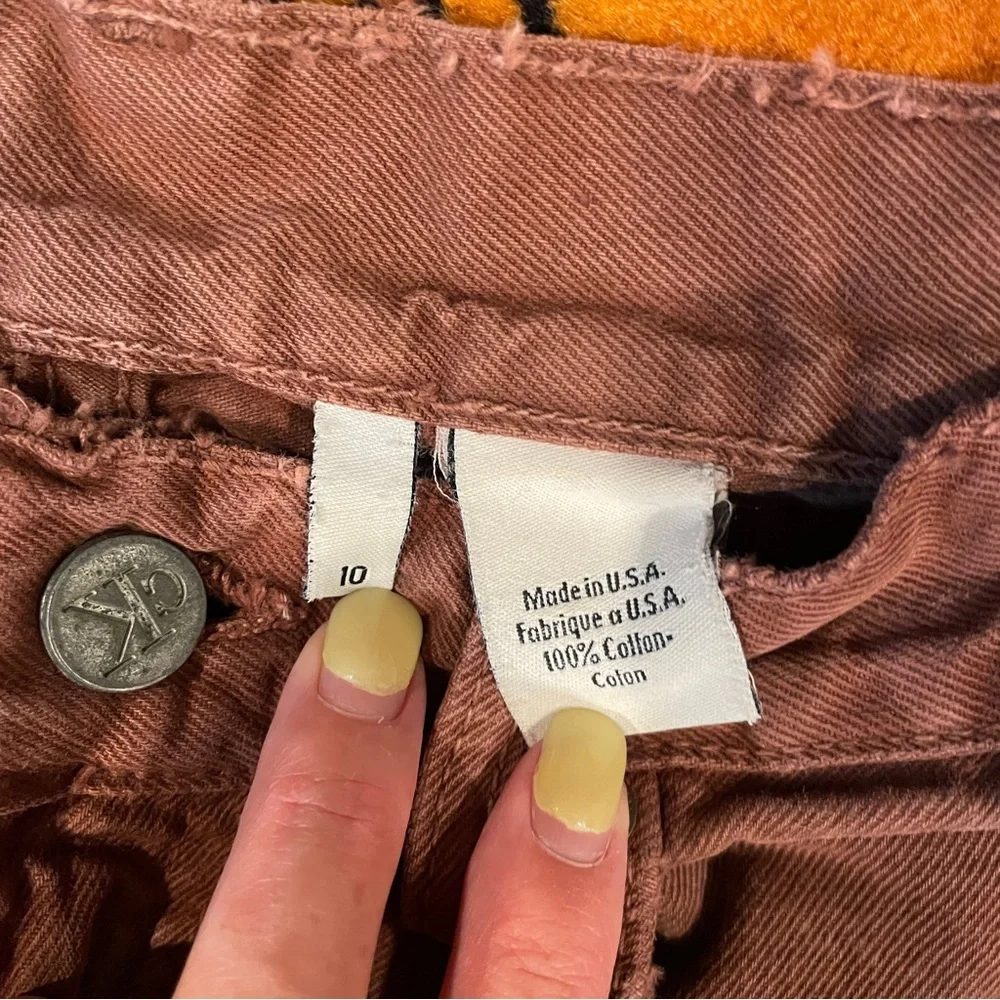 10
Made in U.S.A.
Fabrique a U.S.A.
100% Cotton-
Coton